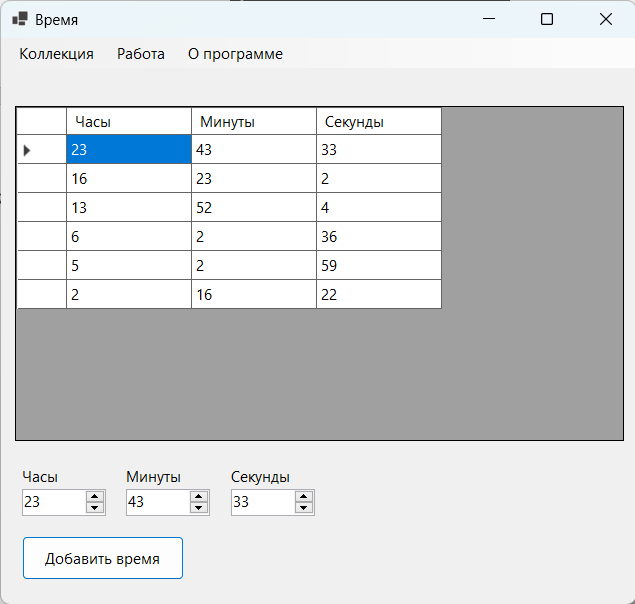 Время
Коллекция Работа О программе
Часы Минуты Секунды
23 43 33
16 23 2
13 52 4
6 2 36
5 2 59
2 16 22
Часы Минуты Секунды
23 43 33
Добавить время